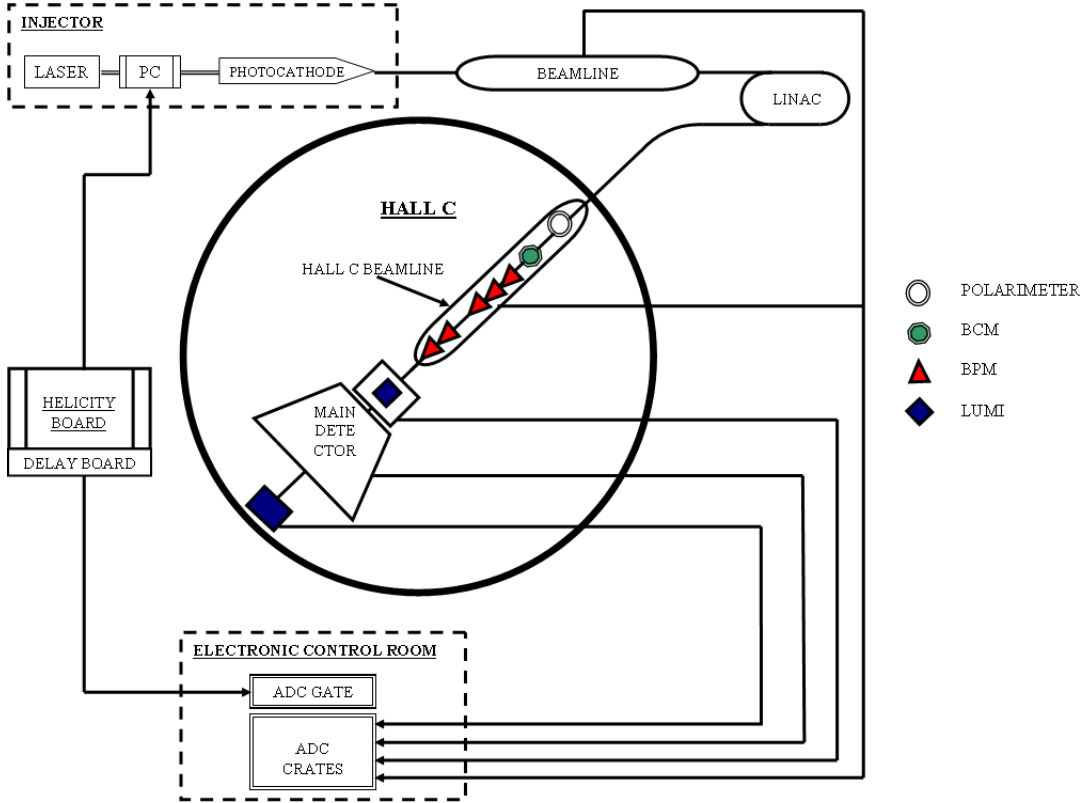 INJECTOR
LASER
PC
PHOTOCATHODE
BEAMLINE
LINAC
HALL C
HALL C BEAMLINE
POLARIMETER
BCM
BPM
LUMI
MAIN
DETE
CTOR
HELICITY
BOARD
DELAY BOARD
ELECTRONIC CONTROL ROOM
ADC GATE
ADC
CRATES